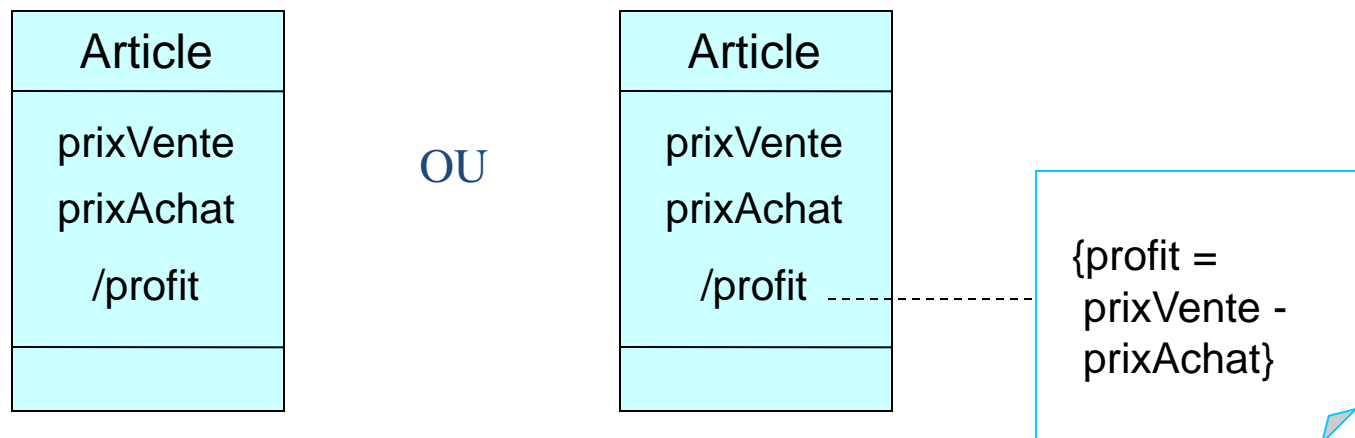 Article
prixVente
prixAchat
/profit
OU
Article
prixVente
prixAchat
/profit
{profit =
prixVente -
prixAchat}